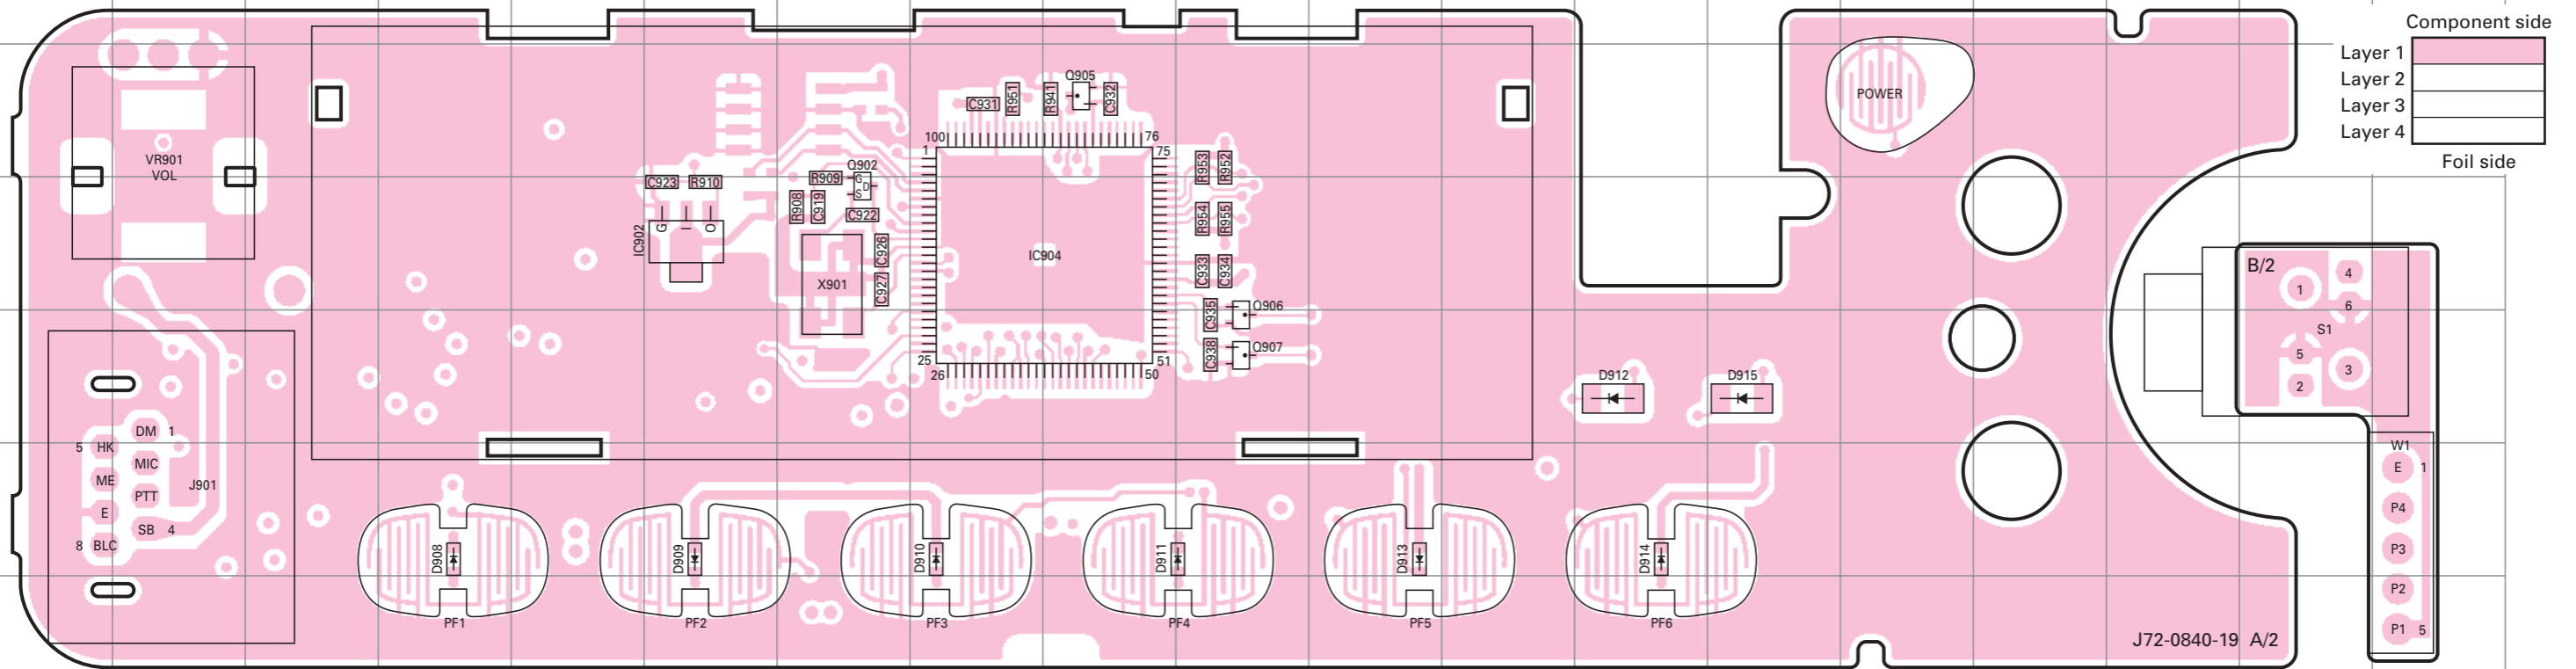 Component side
Layer 1
Layer 2
Layer 3
Layer 4
Foil side
VR901
VOL
POWER
Q905
C931
R951
R941
C932
100
76
1
75
Q902
C923
R910
R909
G
D
S
R908
C919
C922
R953
R952
R954
R955
IC902
G
I
O
C926
C927
X901
IC904
C933
C934
C935
Q906
C938
Q907
25
26
50
51
D912
D915
B/2
1
4
6
S1
5
3
2
W1
E 1
P4
P3
P2
P1 5
DM 1
5 HK
MIC
ME
J901
PTT
E
SB 4
8 BLC
D908
D909
D910
D911
D913
D914
PF1
PF2
PF3
PF4
PF5
PF6
J72-0840-19 A/2